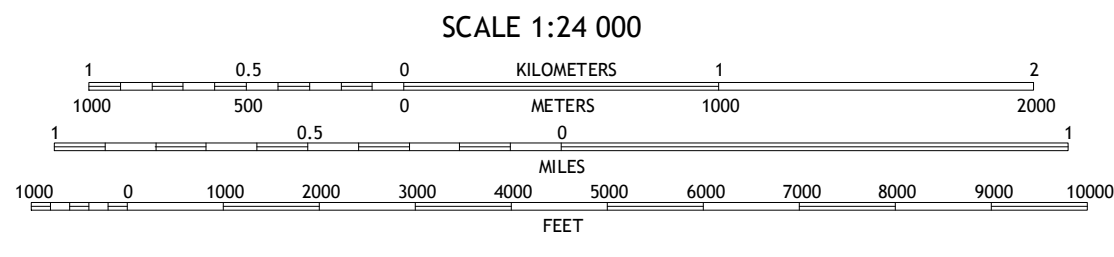 SCALE 1:24 000
1 0.5 0 KILOMETERS 1 2
1000 500 0 METERS 1000 2000
1 0.5 0 1
MILES
1000 0 1000 2000 3000 4000 5000 6000 7000 8000 9000 10000
FEET